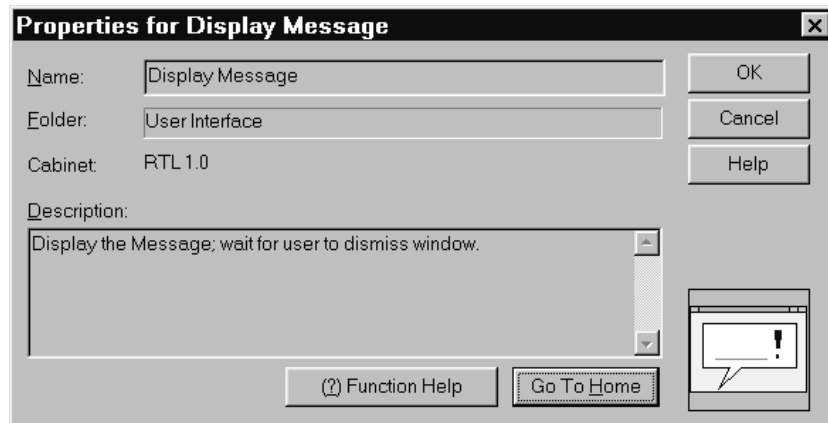 Properties for Display Message
Name: Display Message
OK
Folder: User Interface
Cancel
Cabinet: RTL 1.0
Help
Description:
Display the Message; wait for user to dismiss window.
(?) Function Help
Go To Home
!